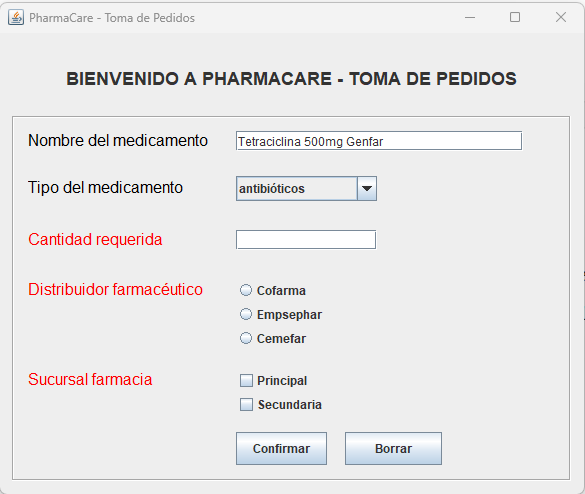 PharmaCare - Toma de Pedidos
BIENVENIDO A PHARMACARE - TOMA DE PEDIDOS
Nombre del medicamento Tetraciclina 500mg Genfar
Tipo del medicamento antibióticos
Cantidad requerida
Distribuidor farmacéutico Cofarma
Empsephar
Cemefar
Sucursal farmacia Principal
Secundaria
Confirmar Borrar